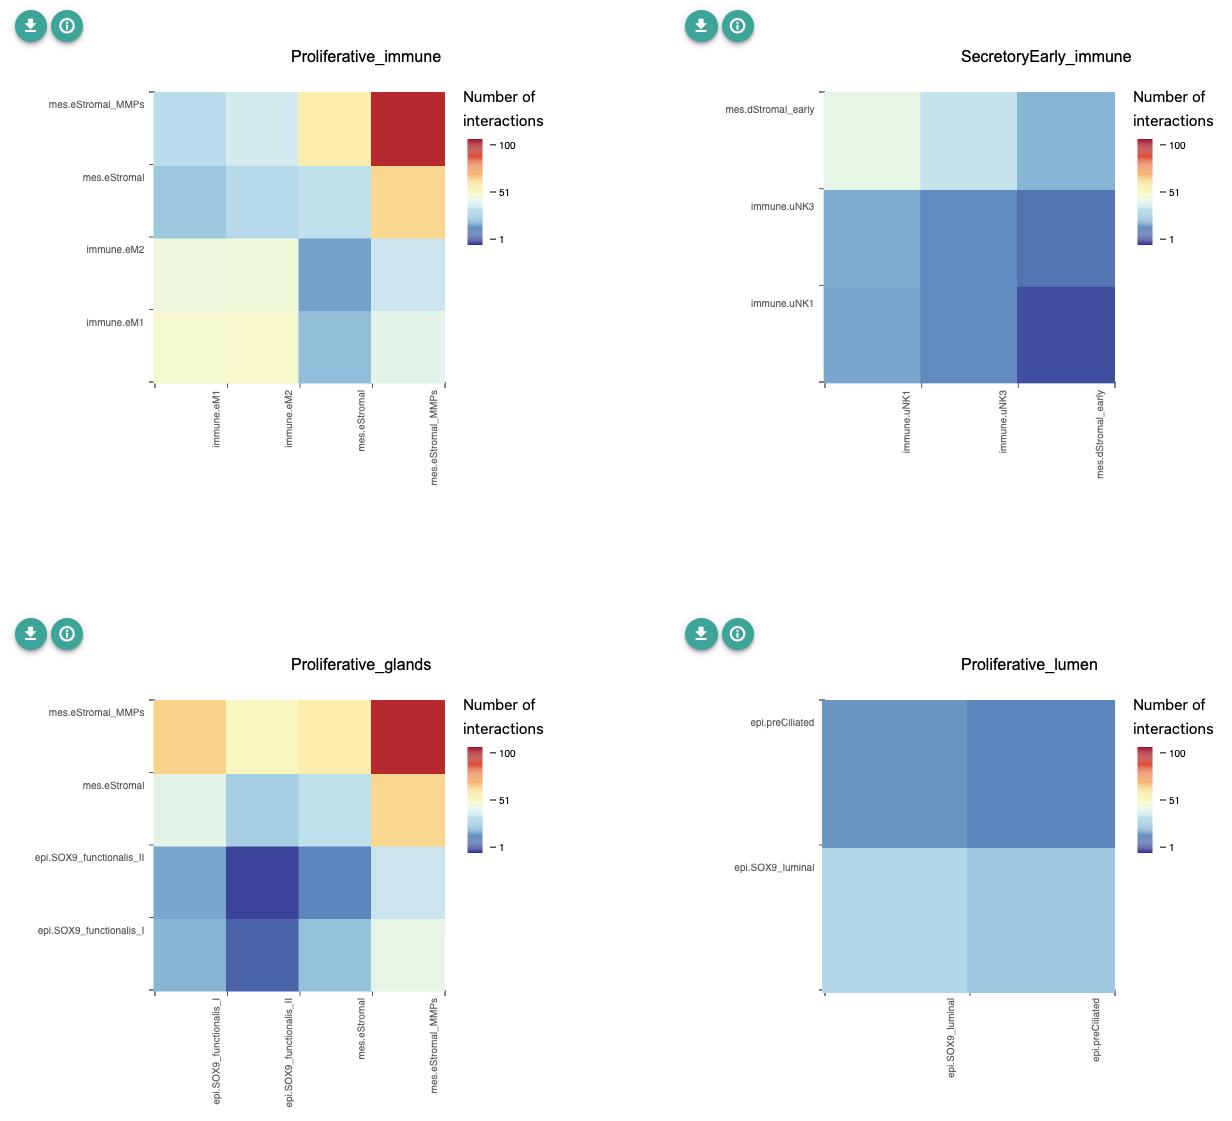 Proliferative_immune
mes.eStromal_MMPs
mes.eStromal
immune.eM2
immune.eM1
immune.eM1
immune.eM2
mes.eStromal
mes.eStromal_MMPs
Number of
interactions
100
51
1
SecretoryEarly_immune
mes.dStromal_early
immune.uNK3
immune.uNK1
immune.uNK1
immune.uNK3
mes.dStromal_early
Number of
interactions
100
51
1
Proliferative_glands
mes.eStromal_MMPs
mes.eStromal
epi.SOX9_functionalis_II
epi.SOX9_functionalis_I
epi.SOX9_functionalis_I
epi.SOX9_functionalis_II
mes.eStromal
mes.eStromal_MMPs
Number of
interactions
100
51
1
Proliferative_lumen
epi.preCiliated
epi.SOX9_luminal
epi.SOX9_luminal
epi.preCiliated
Number of
interactions
100
51
1